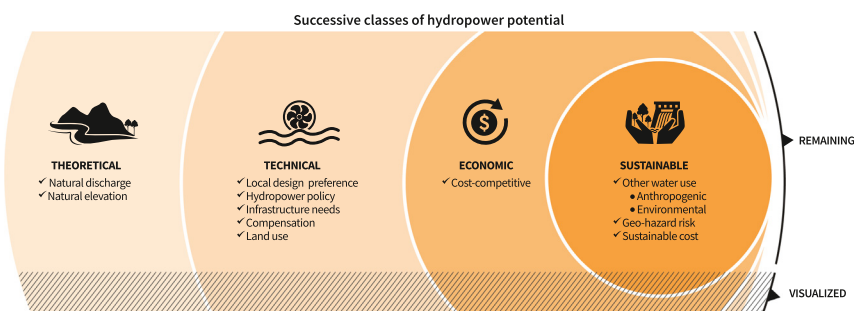 Successive classes of hydropower potential
THEORETICAL
✓ Natural discharge
✓ Natural elevation
TECHNICAL
✓ Local design preference
✓ Hydropower policy
✓ Infrastructure needs
✓ Compensation
✓ Land use
$
ECONOMIC
✓ Cost-competitive
SUSTAINABLE
✓ Other water use
● Anthropogenic
● Environmental
✓ Geo-hazard risk
✓ Sustainable cost
REMAINING
VISUALIZED